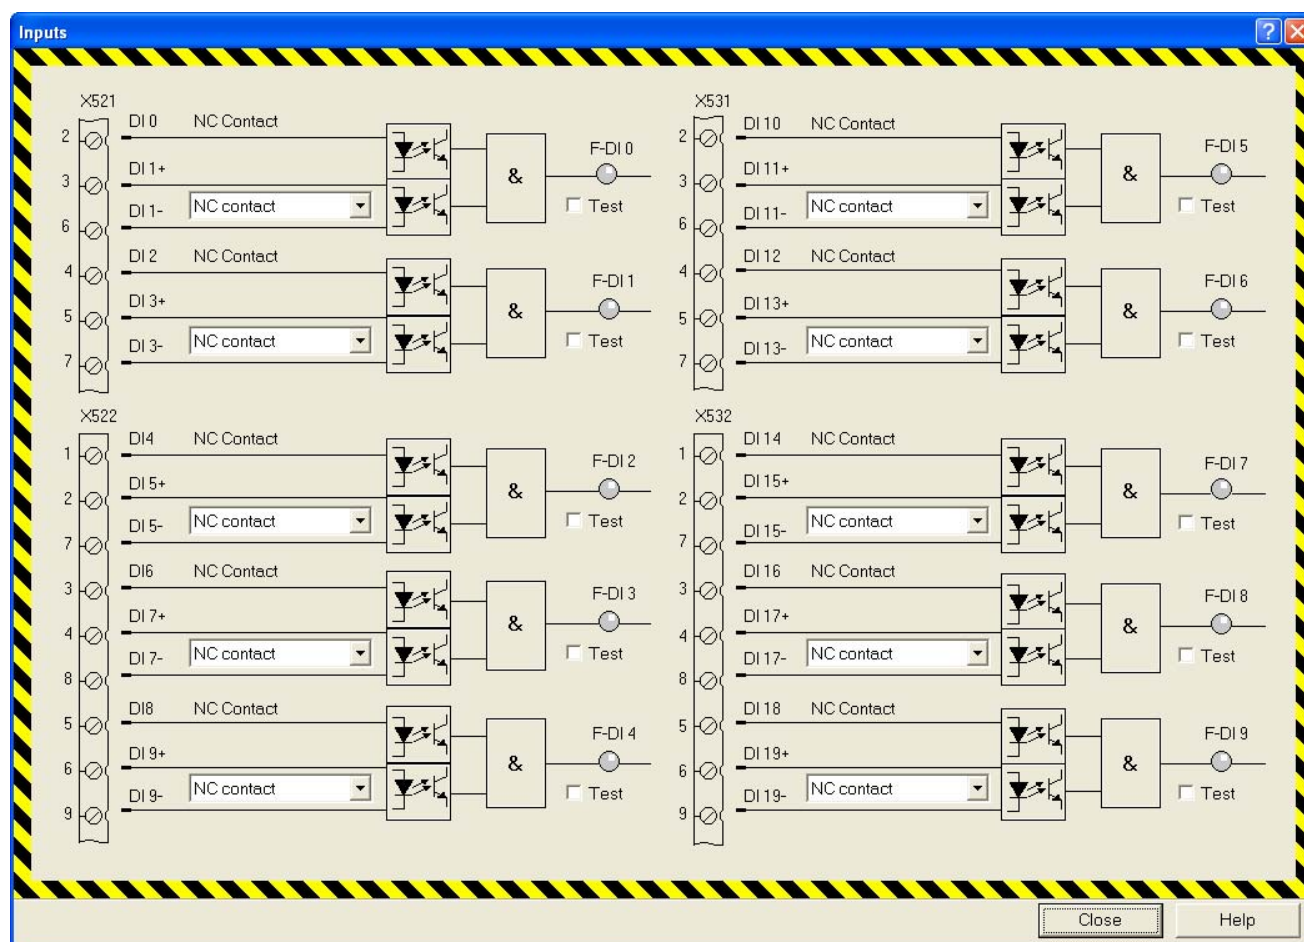 Inputs
X521
DI 0 NC Contact
2
DI 1+
3
DI 1- NC contact
6
& F-DI 0
Test
DI 2 NC Contact
4
DI 3+
5
DI 3- NC contact
7
& F-DI 1
Test
X522
DI4 NC Contact
1
DI 5+
2
DI 5- NC contact
7
& F-DI 2
Test
DI6 NC Contact
3
DI 7+
4
DI 7- NC contact
8
& F-DI 3
Test
DI8 NC Contact
5
DI 9+
6
DI 9- NC contact
9
& F-DI 4
Test
X531
DI 10 NC Contact
2
DI 11+
3
DI 11- NC contact
6
& F-DI 5
Test
DI 12 NC Contact
4
DI 13+
5
DI 13- NC contact
7
& F-DI 6
Test
X532
DI 14 NC Contact
1
DI 15+
2
DI 15- NC contact
7
& F-DI 7
Test
DI 16 NC Contact
3
DI 17+
4
DI 17- NC contact
8
& F-DI 8
Test
DI 18 NC Contact
5
DI 19+
6
DI 19- NC contact
9
& F-DI 9
Test
Close Help